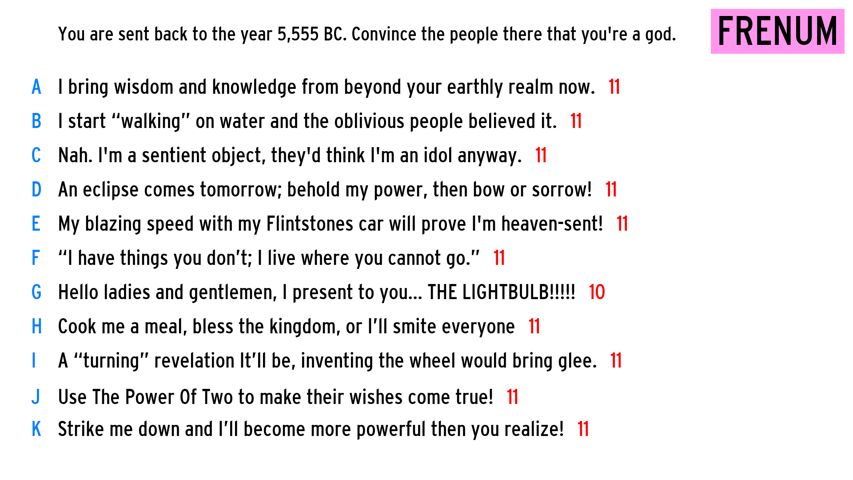 You are sent back to the year 5,555 BC. Convince the people there that you're a god.
FRENUM
A I bring wisdom and knowledge from beyond your earthly realm now. 11
B I start “walking” on water and the oblivious people believed it. 11
C Nah. I'm a sentient object, they'd think I'm an idol anyway. 11
D An eclipse comes tomorrow; behold my power, then bow or sorrow! 11
E My blazing speed with my Flintstones car will prove I'm heaven-sent! 11
F “I have things you don’t; I live where you cannot go.” 11
G Hello ladies and gentlemen, I present to you... THE LIGHTBULB!!!!! 10
H Cook me a meal, bless the kingdom, or I’ll smite everyone 11
I A “turning” revelation It’ll be, inventing the wheel would bring glee. 11
J Use The Power Of Two to make their wishes come true! 11
K Strike me down and I’ll become more powerful then you realize! 11